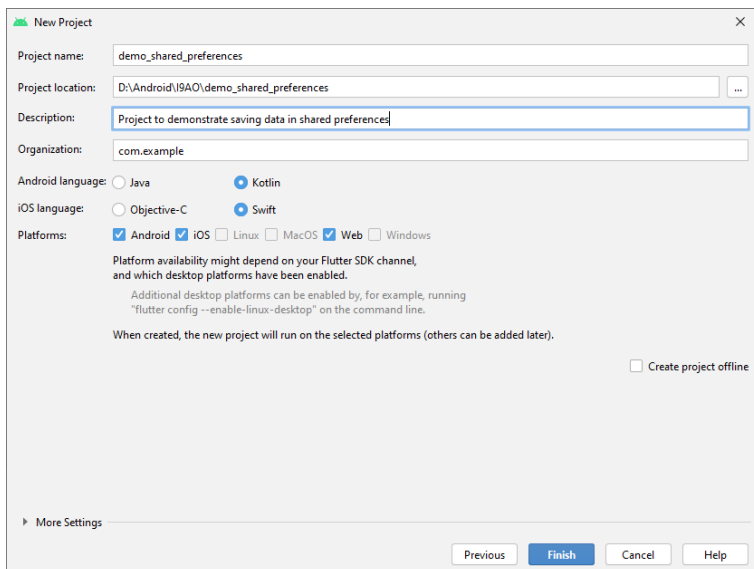 New Project
Project name: demo_shared_preferences
Project location: D:\Android\I9AO\demo_shared_preferences ...
Description: Project to demonstrate saving data in shared preferences
Organization: com.example
Android language: Java Kotlin
iOS language: Objective-C Swift
Platforms: Android iOS Linux MacOS Web Windows
Platform availability might depend on your Flutter SDK channel,
and which desktop platforms have been enabled.
Additional desktop platforms can be enabled by, for example, running
"flutter config --enable-linux-desktop" on the command line.
When created, the new project will run on the selected platforms (others can be added later).
Create project offline
More Settings
Previous Finish Cancel Help